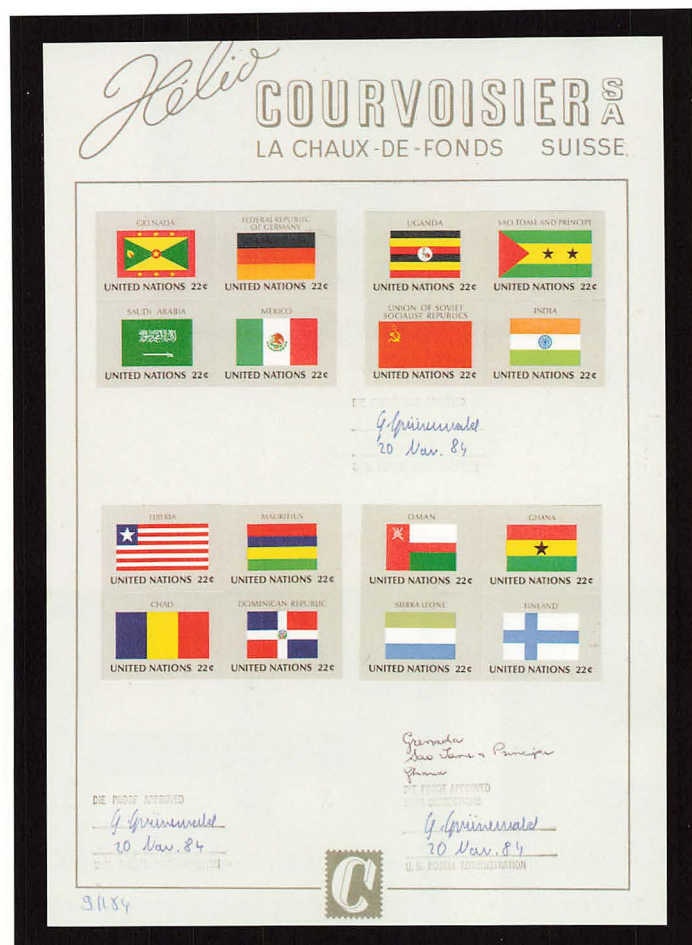 Hélio
COURVOISIER SA
LA CHAUX-DE-FONDS SUISSE
GRENADA
FEDERAL REPUBLIC
OF GERMANY
UNITED NATIONS 22¢
UNITED NATIONS 22¢
SAUDI ARABIA
MEXICO
UNITED NATIONS 22¢
UNITED NATIONS 22¢
UGANDA
SAO TOME AND PRINCIPE
UNITED NATIONS 22¢
UNITED NATIONS 22¢
UNION OF SOVIET
SOCIALIST REPUBLICS
INDIA
UNITED NATIONS 22¢
UNITED NATIONS 22¢
DIE
G. Grünewald
20 Nov. 84
LIBERIA
MAURITIUS
UNITED NATIONS 22¢
UNITED NATIONS 22¢
CHAD
DOMINICAN REPUBLIC
UNITED NATIONS 22¢
UNITED NATIONS 22¢
OMAN
GHANA
UNITED NATIONS 22¢
UNITED NATIONS 22¢
SIERRA LEONE
FINLAND
UNITED NATIONS 22¢
UNITED NATIONS 22¢
DIE PROOF APPROVED
G. Grünewald
20 Nov. 84
Grenada
Sao Tome + Principe
Ghana
DIE PROOF APPROVED
CORRECTIONS
G. Grünewald
20 Nov. 84
U.N. POSTAL ADMINISTRATION
C